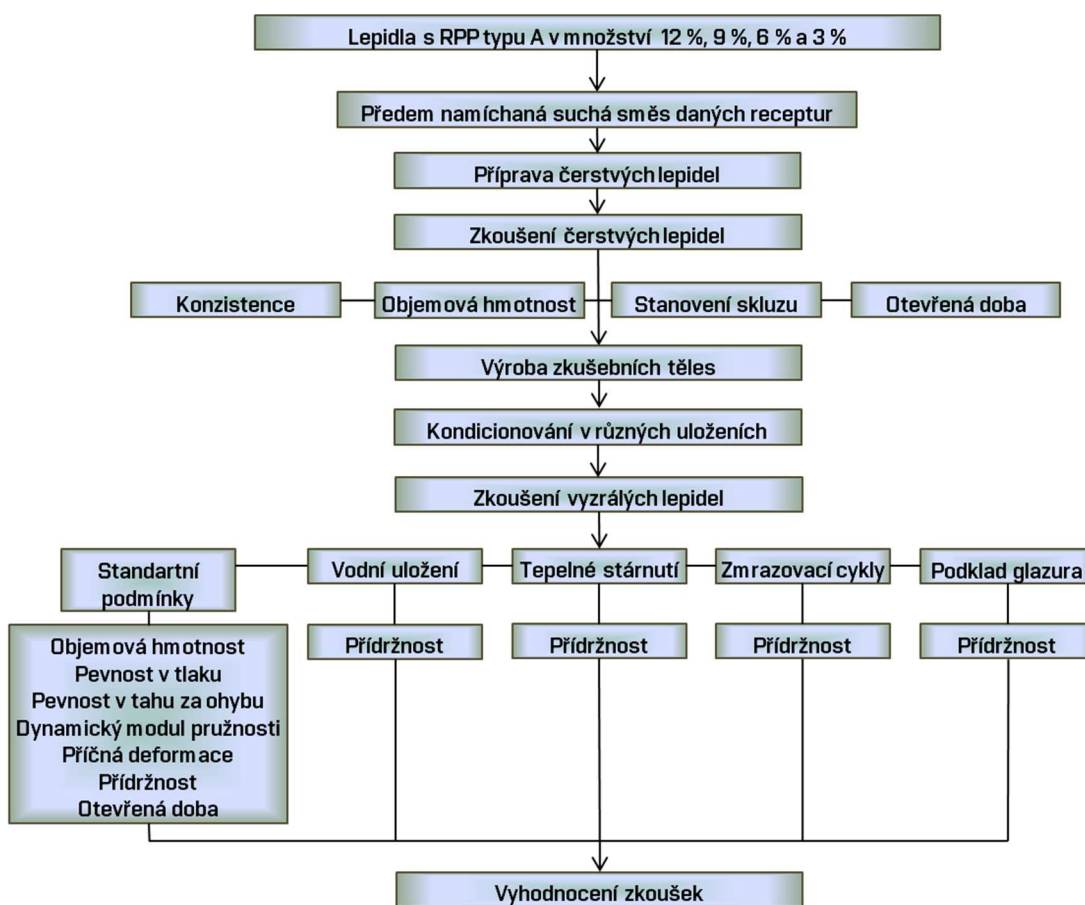 Lepidla s RPP typu A v množství 12 %, 9 %, 6 % a 3 %
Předem namíchaná suchá směs daných receptur
Příprava čerstvých lepidel
Zkoušení čerstvých lepidel
Konzistence
Objemová hmotnost
Stanovení skluzu
Otevřená doba
Výroba zkušebních těles
Kondicionování v různých uloženích
Zkoušení vyzrálých lepidel
Standartní
podmínky
Vodní uložení
Tepelné stárnutí
Zmrazovací cykly
Podklad glazura
Objemová hmotnost
Pevnost v tlaku
Pevnost v tahu za ohybu
Dynamický modul pružnosti
Příčná deformace
Přídržnost
Otevřená doba
Přídržnost
Přídržnost
Přídržnost
Přídržnost
Vyhodnocení zkoušek